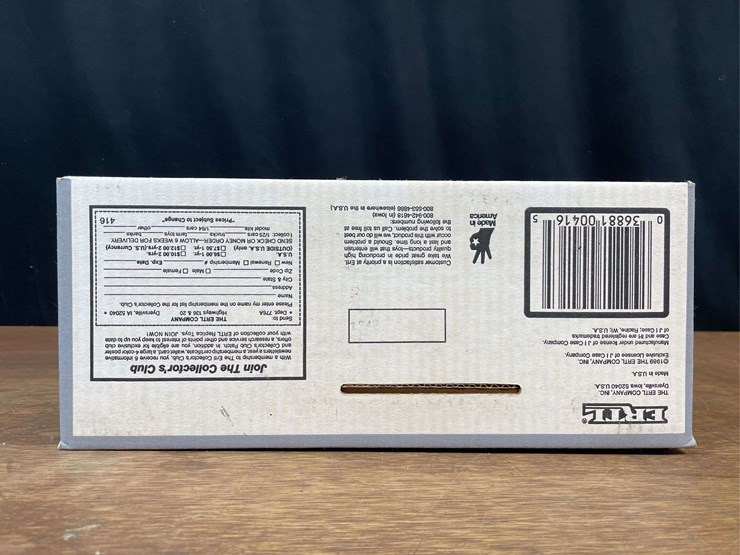 ERTL®
THE ERTL COMPANY, INC.
Dyersville, Iowa 52040 U.S.A.
Made in U.S.A.
©1989 THE ERTL COMPANY, INC.
Exclusive Licensee of J I Case Company.
Manufactured under license of J I Case Company.
Case and IH are registered trademarks
of J I Case; Racine, WI, U.S.A.
0 36881 00416 5
Customer satisfaction is a priority at Ertl.
We take great pride in producing high
quality products—toys that will entertain
and last a long time. Should a problem
occur with this product, we will do our best
to solve the problem. Call us toll free at
the following numbers:
800-942-4618 (in Iowa)
800-553-4886 (elsewhere in the U.S.A.)
Made in
America
Join The Collector's Club
With a membership to The Ertl Collector's Club, you receive 6 informative
newsletters a year, a membership certificate, wallet card, a large 4-color poster
and Collectors Club Patch. In addition, you are eligible for exclusive club
offers, a research service and other points of interest to keep you up to date
with your collection of ERTL Replica Toys. JOIN NOW!
Send to: THE ERTL COMPANY
• Dept. 776A Highways 136 & 20 Dyersville, IA 52040 •
Please enter my name on the membership list for the Collector's Club.
Name
Address
City & State
Zip Code □ Male □ Female
New □ Renewal □ Membership # Exp. Date
U.S.A. □ $6.00 1-yr. □ $10.00 2-yrs.
(OUTSIDE U.S.A. only) □ $7.50 1-yr. □ $12.00 2-yrs. (U.S. Currency)
SEND CHECK OR MONEY ORDER—ALLOW 6 WEEKS FOR DELIVERY
I collect: 1/25 cars trucks farm toys banks
model kits 1/64 cars other
*Prices Subject to Change*
416